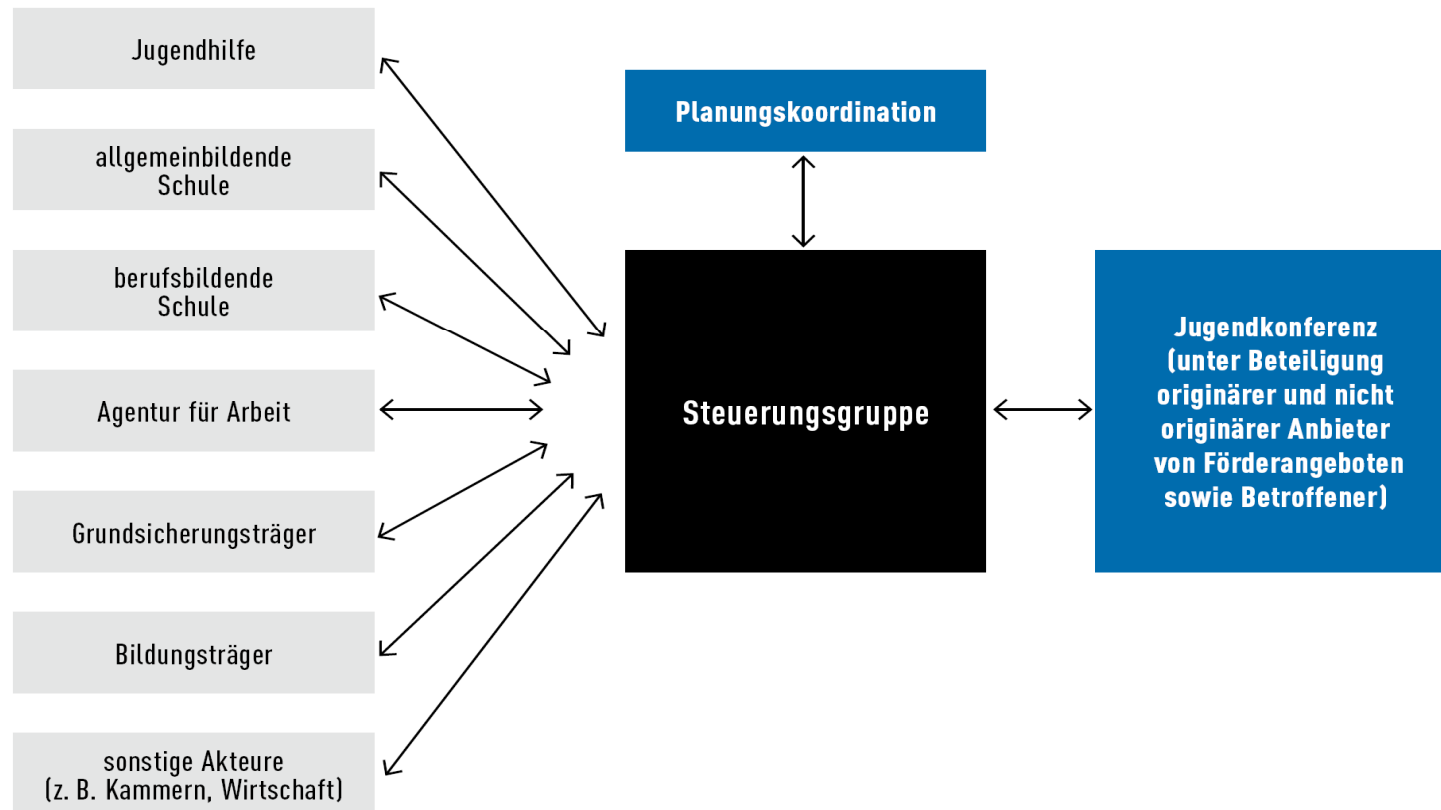 Jugendhilfe
allgemeinbildende
Schule
berufsbildende
Schule
Agentur für Arbeit
Grundsicherungsträger
Bildungsträger
sonstige Akteure
(z. B. Kammern, Wirtschaft)
Planungskoordination
Steuerungsgruppe
Jugendkonferenz
(unter Beteiligung
originärer und nicht
originärer Anbieter
von Förderangeboten
sowie Betroffener)